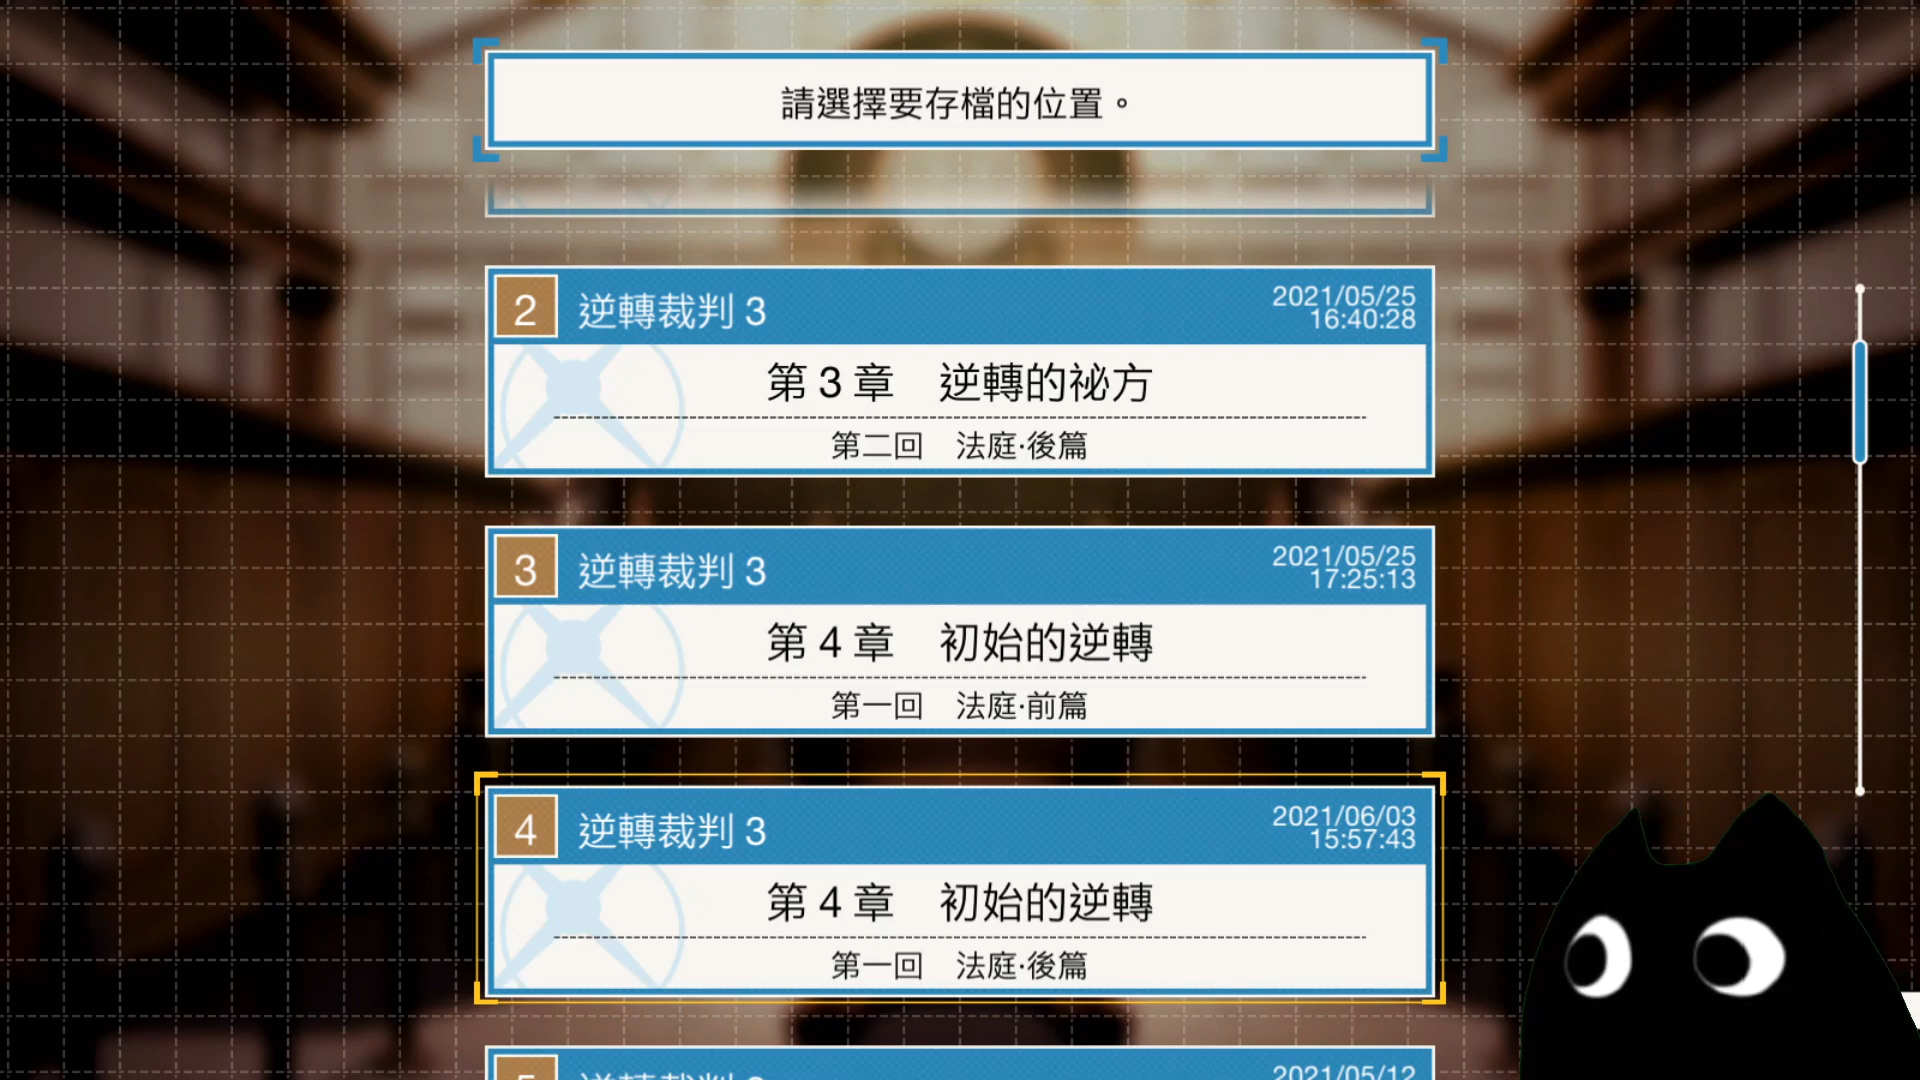 請選擇要存檔的位置。
2 逆轉裁判 3 2021/05/25
16:40:28
第 3 章 逆轉的祕方
第二回 法庭·後篇
3 逆轉裁判 3 2021/05/25
17:25:13
第 4 章 初始的逆轉
第一回 法庭·前篇
4 逆轉裁判 3 2021/06/03
15:57:43
第 4 章 初始的逆轉
第一回 法庭·後篇
2021/05/12